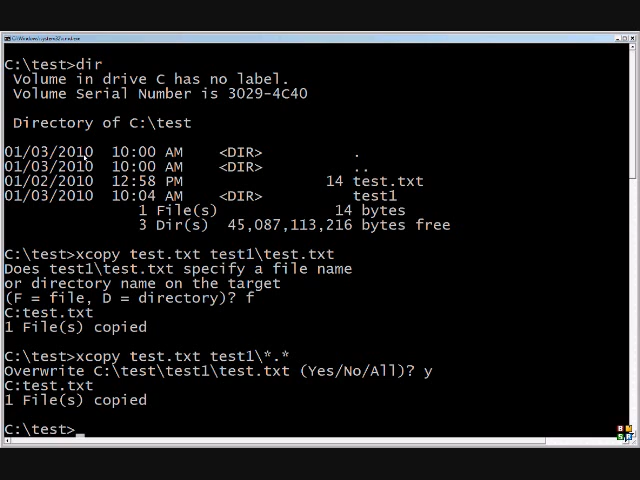 C:\Windows\system32\cmd.exe
C:\test>dir
Volume in drive C has no label.
Volume Serial Number is 3029-4C40
Directory of C:\test
01/03/2010  10:00 AM    <DIR>          .
01/03/2010  10:00 AM    <DIR>          ..
01/02/2010  12:58 PM                14 test.txt
01/03/2010  10:04 AM    <DIR>          test1
1 File(s)             14 bytes
3 Dir(s)  45,087,113,216 bytes free
C:\test>xcopy test.txt test1\test.txt
Does test1\test.txt specify a file name
or directory name on the target
(F = file, D = directory)? f
C:test.txt
1 File(s) copied
C:\test>xcopy test.txt test1\*.*
Overwrite C:\test\test1\test.txt (Yes/No/All)? y
C:test.txt
1 File(s) copied
C:\test>_